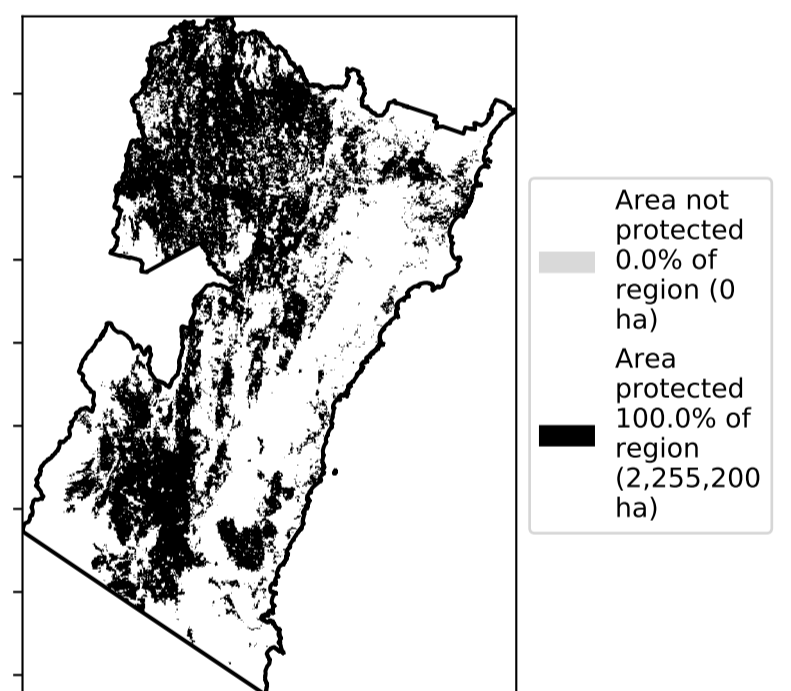 Area not
protected
0.0% of
region (0
ha)
Area
protected
100.0% of
region
(2,255,200
ha)